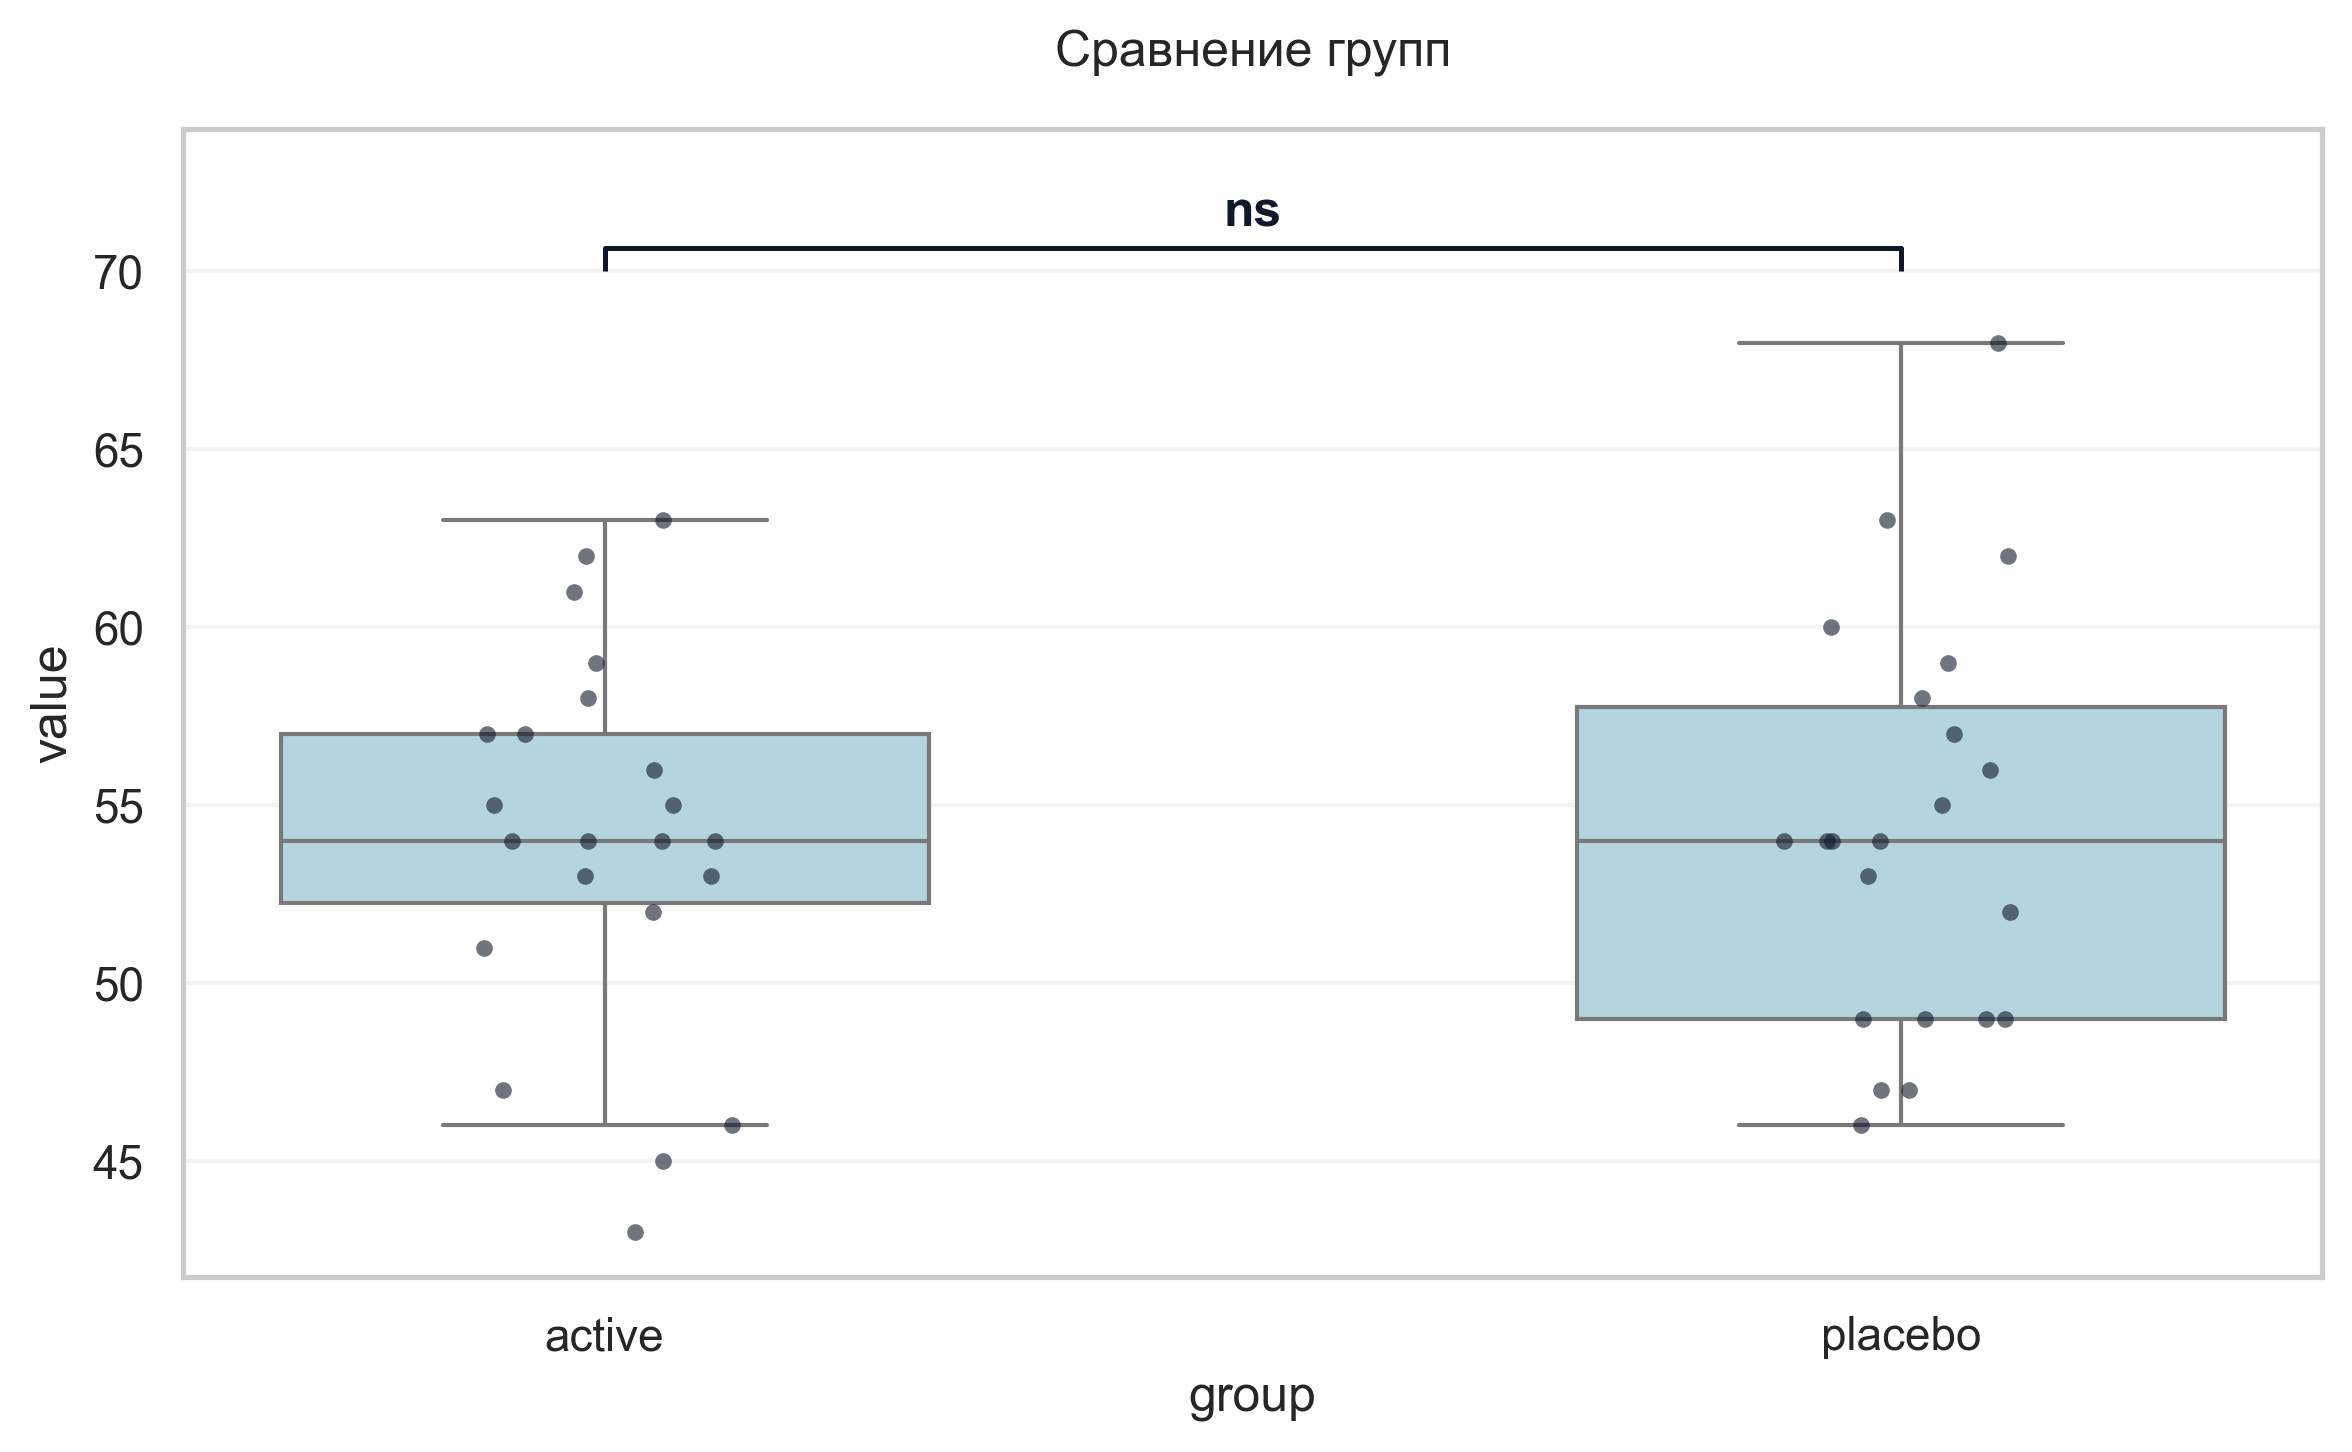 Сравнение групп
ns
70
65
60
55
50
45
value
active
placebo
group